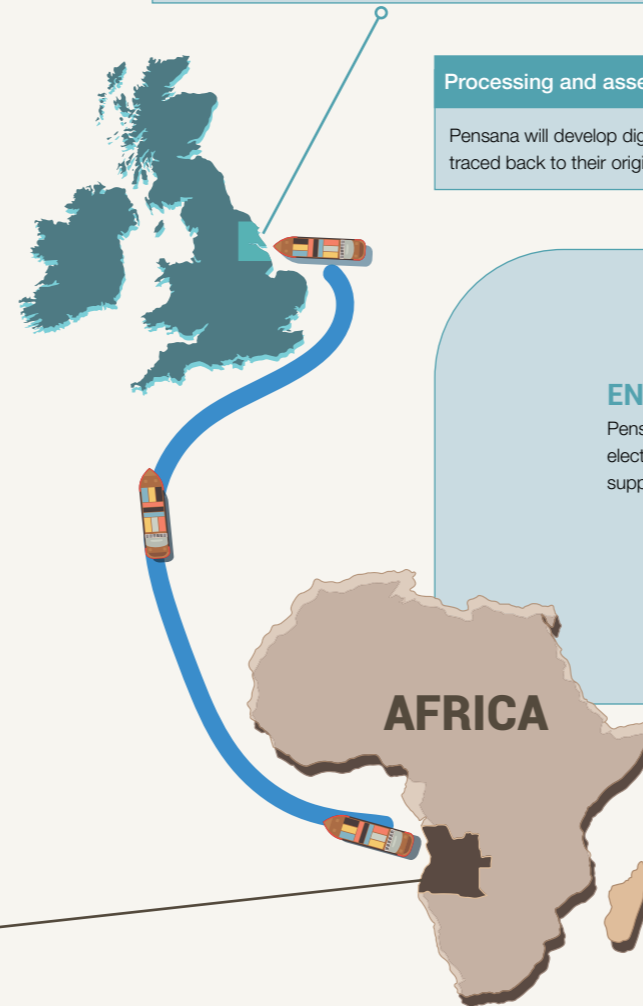 Processing and asse
Pensana will develop dig
traced back to their origi
EN
Pens
elect
supp
AFRICA